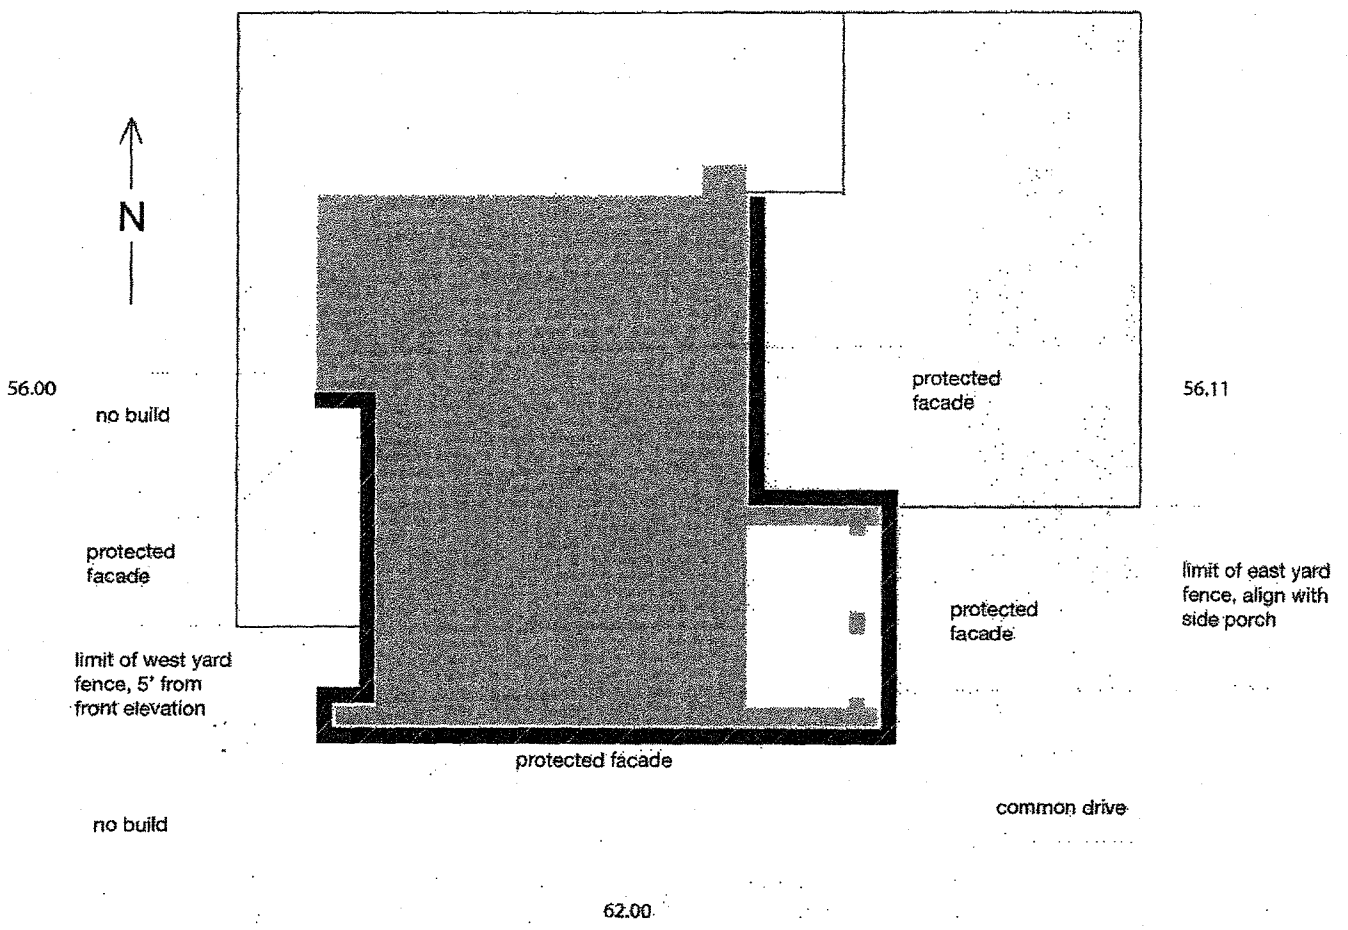 N
56.00
no build
protected
facade
56.11
protected
facade
limit of east yard
fence, align with
side porch
protected
facade
limit of west yard
fence, 5' from
front elevation
protected facade
no build
common drive
62.00